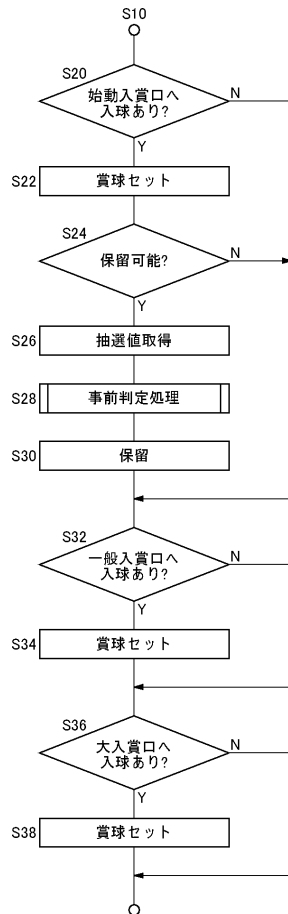 S10
S20
始動入賞口へ
入球あり?
N
Y
S22
賞球セット
S24
保留可能?
N
Y
S26
抽選値取得
S28
事前判定処理
S30
保留
S32
一般入賞口へ
入球あり?
N
Y
S34
賞球セット
S36
大入賞口へ
入球あり?
N
Y
S38
賞球セット